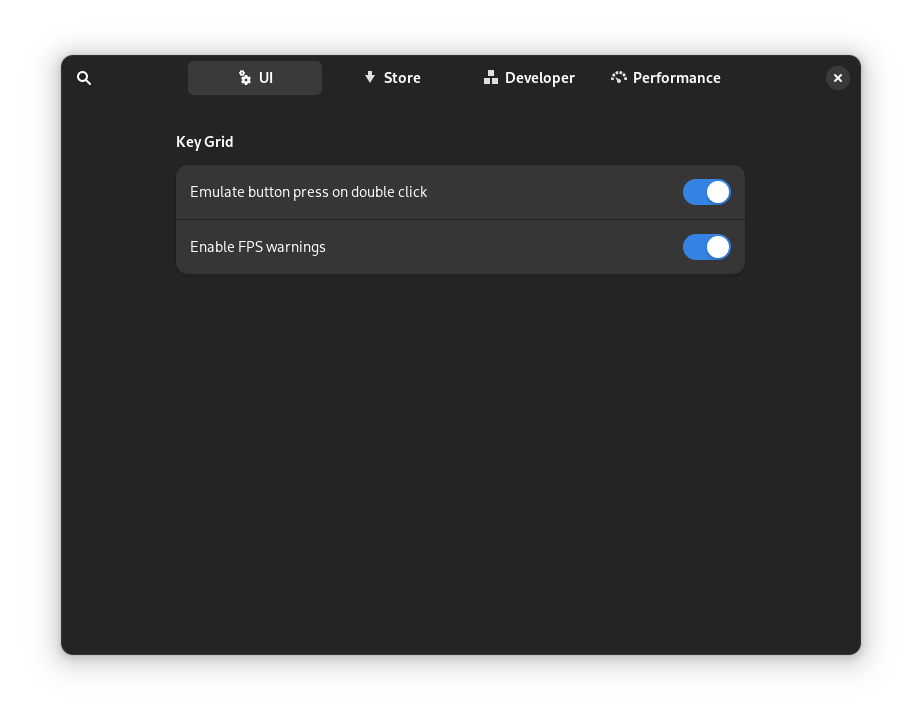 UI
Store
Developer
Performance
Key Grid
Emulate button press on double click
Enable FPS warnings